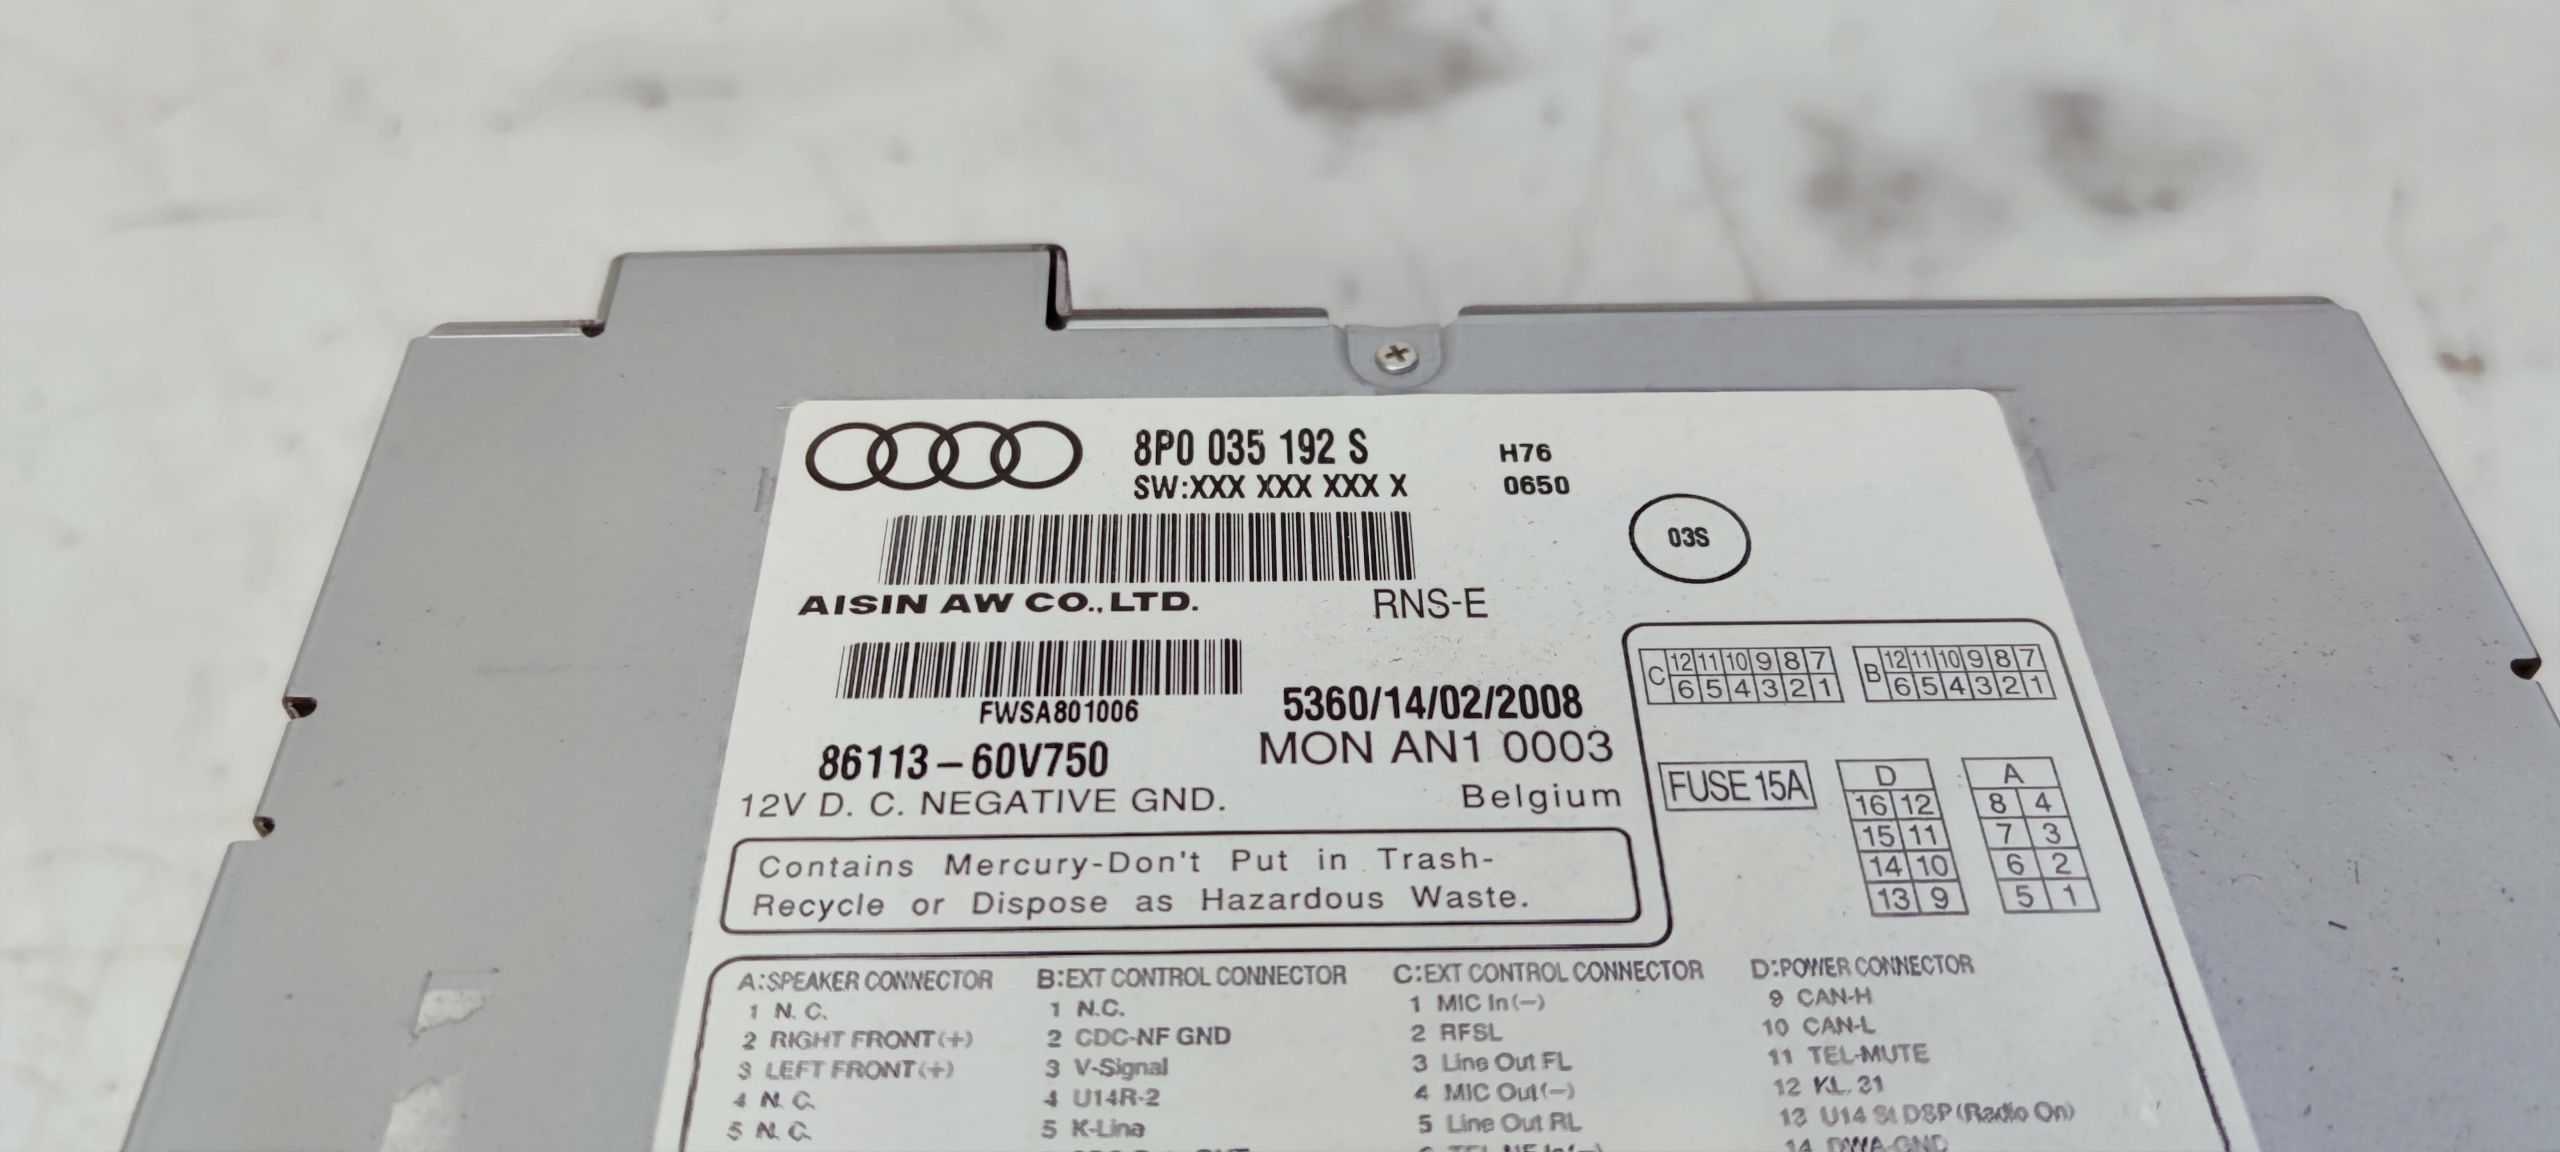 8P0 035 192 S
SW:XXX XXX XXX X
H76
0650
03S
AISIN AW CO.,LTD.
RNS-E
FWSA801006
5360/14/02/2008
86113-60V750
MON AN1 0003
12V D. C. NEGATIVE GND.
Belgium
Contains Mercury-Don't Put in Trash-
Recycle or Dispose as Hazardous Waste.
C 12 11 10 9 8 7
6 5 4 3 2 1
B 12 11 10 9 8 7
6 5 4 3 2 1
FUSE 15A
D
16 12
15 11
14 10
13 9
A
8 4
7 3
6 2
5 1
A:SPEAKER CONNECTOR
1 N. C.
2 RIGHT FRONT(+)
3 LEFT FRONT(+)
4 N. C.
5 N. C.
B:EXT CONTROL CONNECTOR
1 N.C.
2 CDC-NF GND
3 V-Signal
4 U14R-2
5 K-Line
C:EXT CONTROL CONNECTOR
1 MIC In(-)
2 RFSL
3 Line Out FL
4 MIC Out(-)
5 Line Out RL
D:POWER CONNECTOR
9 CAN-H
10 CAN-L
11 TEL-MUTE
12 KL. 31
13 U14 St DSP(Radio On)
14 DWA-GND